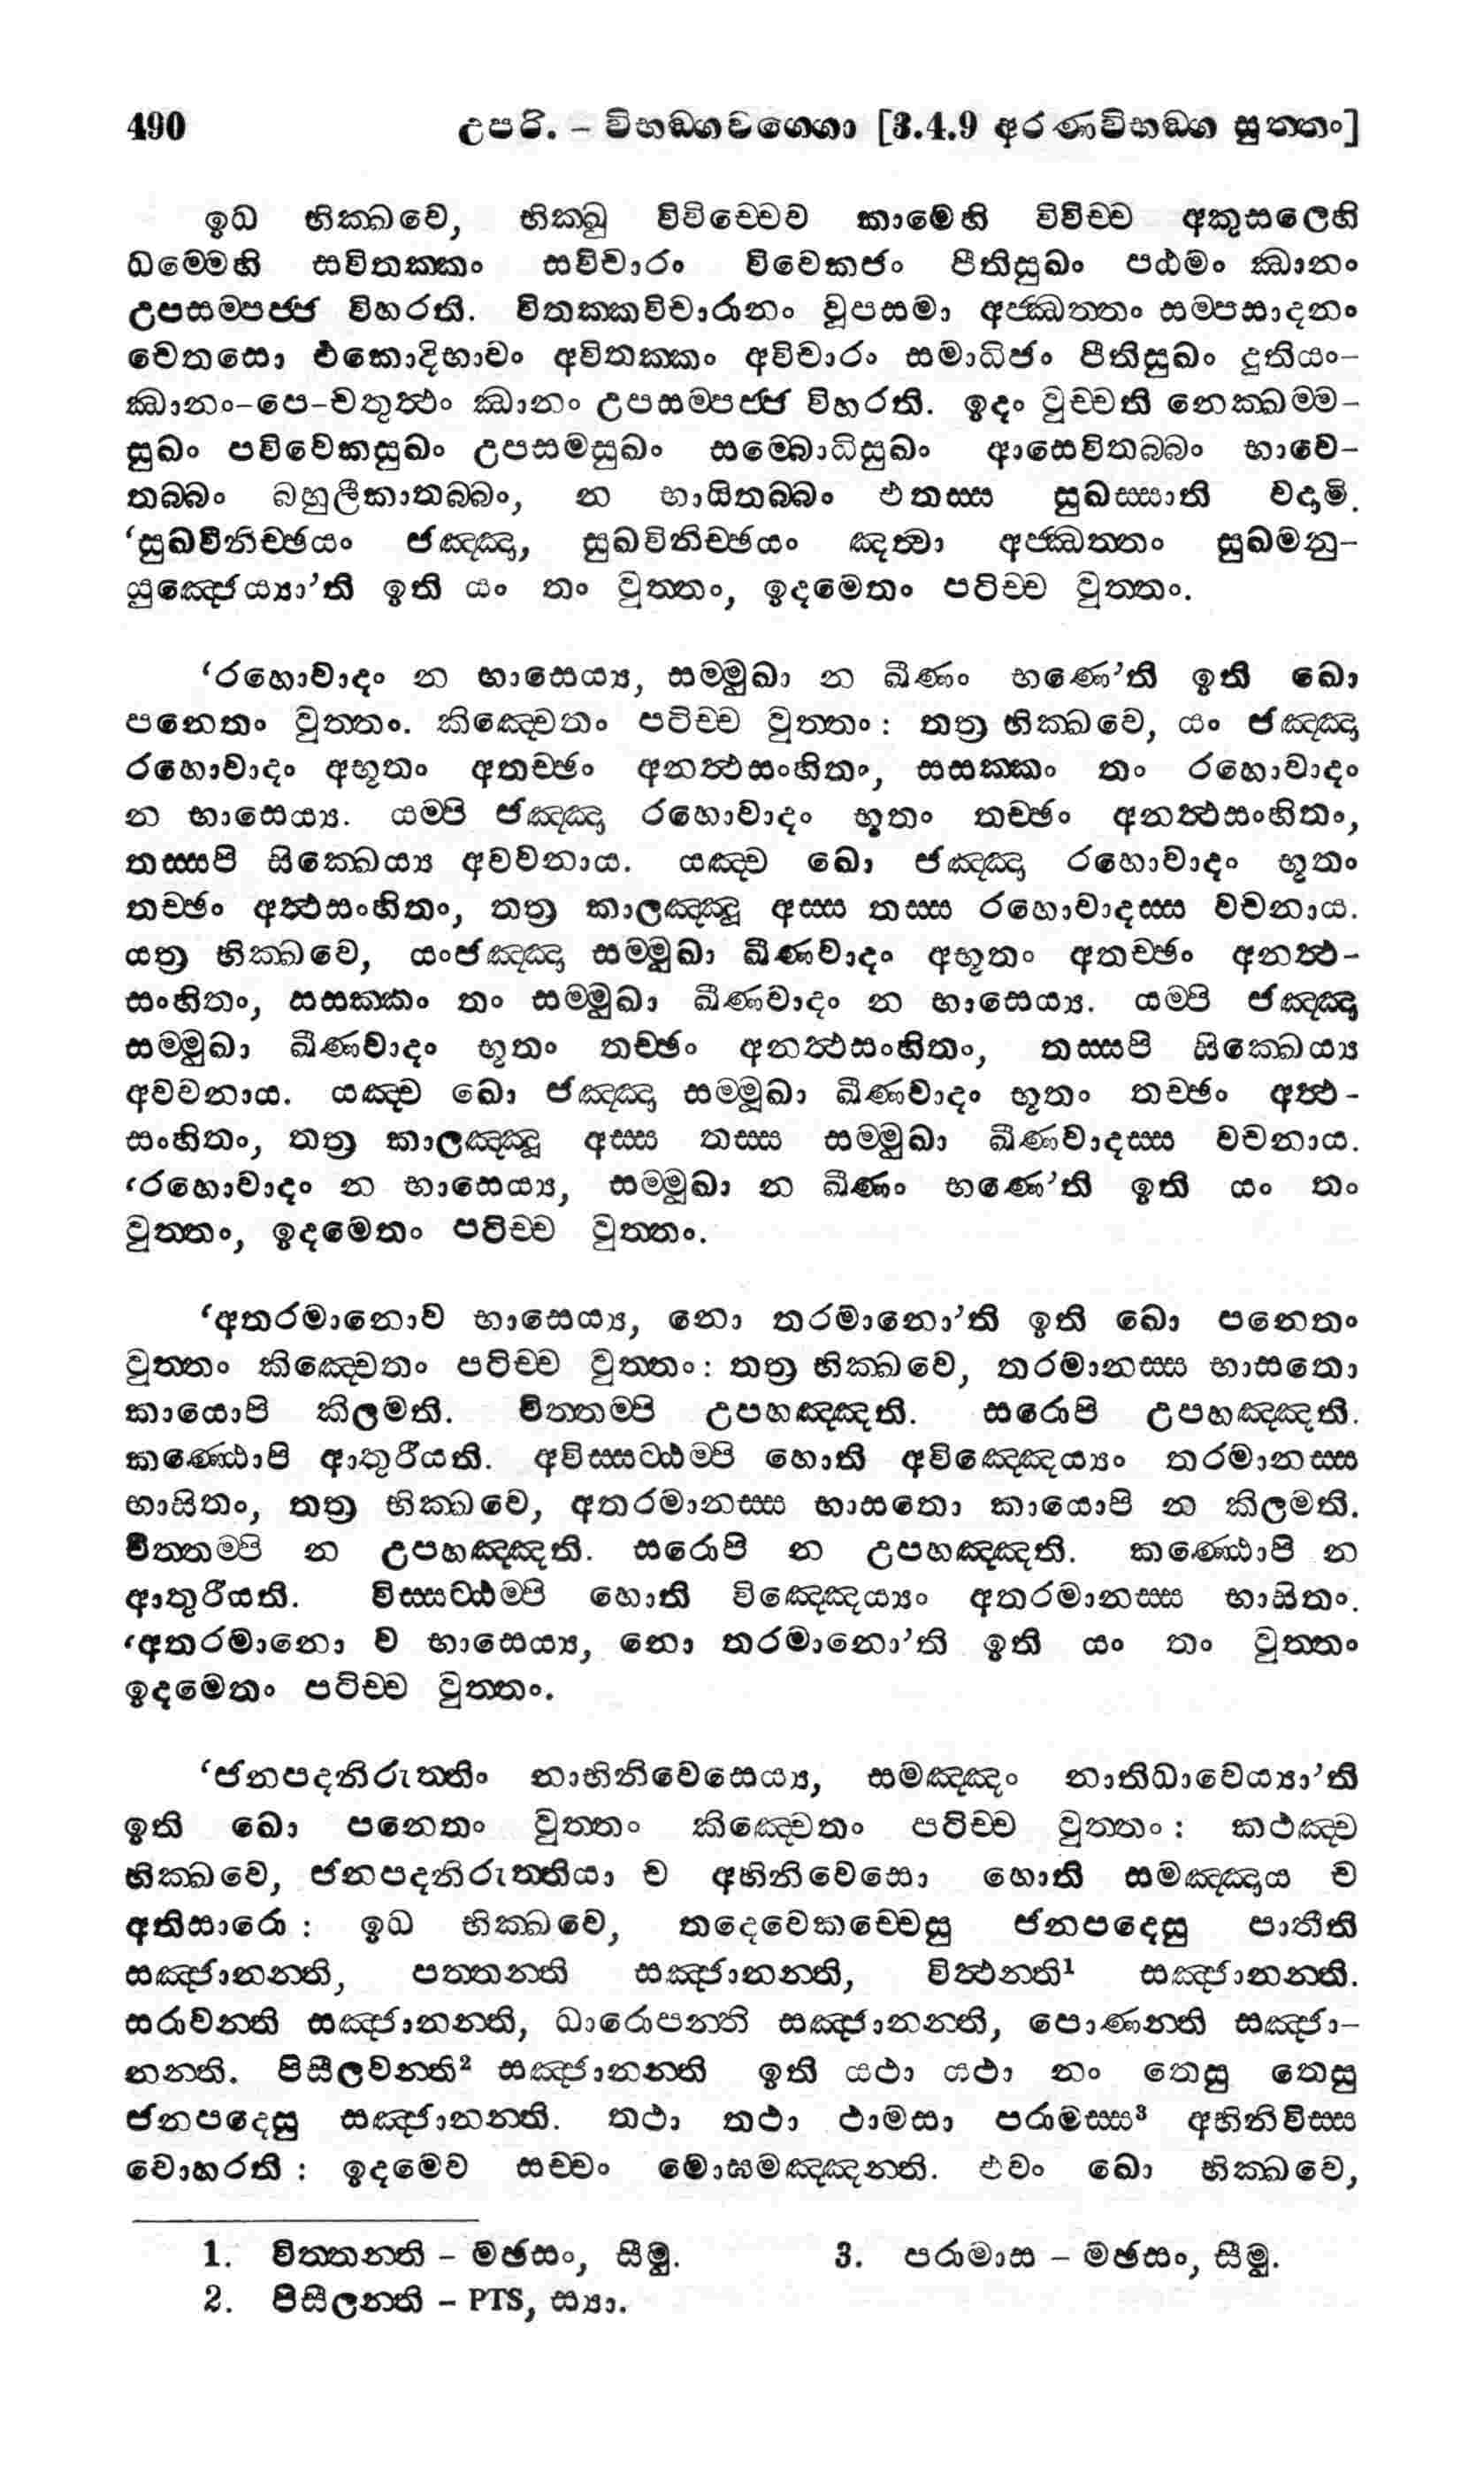 490 උපරි. – විභඞ්ගවග්ගො [3.4.9 අරණවිභඞ්ග සුත්තං]
ඉධ භික්ඛවෙ, භික්ඛු විවිච්චෙව කාමෙහි විවිච්ච අකුසලෙහි
ධම්මෙහි සවිතක්කං සවිචාරං විවෙකජං පීතිසුඛං පඨමං ඣානං
උපසම්පජ්ජ විහරති. විතක්කවිචාරානං වූපසමා අජ්ඣත්තං සම්පසාදනං
චෙතසො එකොදිභාවං අවිතක්කං අවිචාරං සමාධිජං පීතිසුඛං දුතියං–
ඣානං–පෙ–චතුත්ථං ඣානං උපසම්පජ්ජ විහරති. ඉදං වුච්චති නෙක්ඛම්ම–
සුඛං පවිවෙකසුඛං උපසමසුඛං සම්බොධිසුඛං ආසෙවිතබ්බං භාවෙ–
තබ්බං බහුලීකාතබ්බං, න භායිතබ්බං එතස්ස සුඛස්සාති වදාමි.
‘සුඛවිනිච්ඡයං ජඤ්ඤා, සුඛවිනිච්ඡයං ඤත්වා අජ්ඣත්තං සුඛමනු–
යුඤ්ජෙය්‍යා’ති ඉති යං තං වුත්තං, ඉදමෙතං පටිච්ච වුත්තං.
‘රහොවාදං න භාසෙය්‍ය, සම්මුඛා න ඛීණං භණෙ’ති ඉති ඛො
පනෙතං වුත්තං. කිඤ්චෙතං පටිච්ච වුත්තං: තත්‍ර භික්ඛවෙ, යං ජඤ්ඤා
රහොවාදං අභූතං අතච්ඡං අනත්ථසංහිතං, සසක්කං තං රහොවාදං
න භාසෙය්‍ය. යම්පි ජඤ්ඤා රහොවාදං භූතං තච්ඡං අනත්ථසංහිතං,
තස්සපි සික්ඛෙය්‍ය අවචනාය. යඤ්ච ඛො ජඤ්ඤා රහොවාදං භූතං
තච්ඡං අත්ථසංහිතං, තත්‍ර කාලඤ්ඤූ අස්ස තස්ස රහොවාදස්ස වචනාය.
යත්‍ර භික්ඛවෙ, යංජඤ්ඤා සම්මුඛා ඛීණවාදං අභූතං අතච්ඡං අනත්ථ–
සංහිතං, සසක්කං තං සම්මුඛා ඛීණවාදං න භාසෙය්‍ය. යම්පි ජඤ්ඤා
සම්මුඛා ඛීණවාදං භූතං තච්ඡං අනත්ථසංහිතං, තස්සපි සික්ඛෙය්‍ය
අවචනාය. යඤ්ච ඛො ජඤ්ඤා සම්මූඛා ඛීණවාදං භූතං තච්ඡං අත්ථ–
සංහිතං, තත්‍ර කාලඤ්ඤූ අස්ස තස්ස සම්මුඛා ඛීණවාදස්ස වචනාය.
‘රහොවාදං න භාසෙය්‍ය, සම්මුඛා න ඛීණං භණෙ’ති ඉති යං තං
වුත්තං, ඉදමෙතං පටිච්ච වුත්තං.
‘අතරමානොව භාසෙය්‍ය, නො තරමානො’ති ඉති ඛො පනෙතං
වුත්තං කිඤ්චෙතං පටිච්ච වුත්තං: තත්‍ර භික්ඛවෙ, තරමානස්ස භාසතො
කායොපි කිලමති. චිත්තම්පි උපහඤ්ඤති. සරොපි උපහඤ්ඤති.
කණ්ඨොපි ආතුරීයති. අවිස්සට්ඨම්පි හොති අවිඤ්ඤෙය්‍යං තරමානස්ස
භාසිතං, තත්‍ර භික්ඛවෙ, අතරමානස්ස භාසතො කායොපි න කිලමති.
චිත්තම්පි න උපහඤ්ඤති. සරොපි න උපහඤ්ඤති. කණ්ඨොපි න
ආතුරීයති. විස්සට්ඨම්පි හොති විඤ්ඤෙය්‍යං අතරමානස්ස භාසිතං.
‘අතරමානො ව භාසෙය්‍ය, නො තරමානො’ති ඉති යං තං වුත්තං
ඉදමෙතං පටිච්ච වුත්තං.
‘ජනපදනිරුත්තිං නාභිනිවෙසෙය්‍ය, සමඤ්ඤං නාතිධාවෙය්‍යා’ති
ඉති ඛො පනෙතං වුත්තං කිඤ්චෙතං පටිච්ච වුත්තං: කථඤ්ච
භික්ඛවෙ, ජනපදනිරුත්තියා ච අභිනිවෙසො හොති සමඤ්ඤාය ච
අතිසාරො: ඉධ භික්ඛවෙ, තදෙවෙකච්චෙසු ජනපදෙසු පාතීති
සඤ්ජානන්ති, පත්තන්ති සඤ්ජානන්ති, විත්ථන්ති¹ සඤ්ජානන්ති.
සරාවන්ති සඤ්ජානන්ති, ධාරොපන්ති සඤ්ජානන්ති, පොණන්ති සඤ්ජා–
නන්ති. පිසීලවන්ති² සඤ්ජානන්ති ඉති යථා යථා නං තෙසු තෙසු
ජනපදෙසු සඤ්ජානන්ති. තථා තථා ථාමසා පරාමස්ස³ අභිනිවිස්ස
වොහරති: ඉදමෙව සච්චං මොඝමඤ්ඤන්ති. එවං ඛො භික්ඛවෙ,
1. විත්තන්ති – මජසං, සීමු. 3. පරාමාස – මජසං, සීමු.
2. පිසීලන්ති – PTS, ස්‍යා.